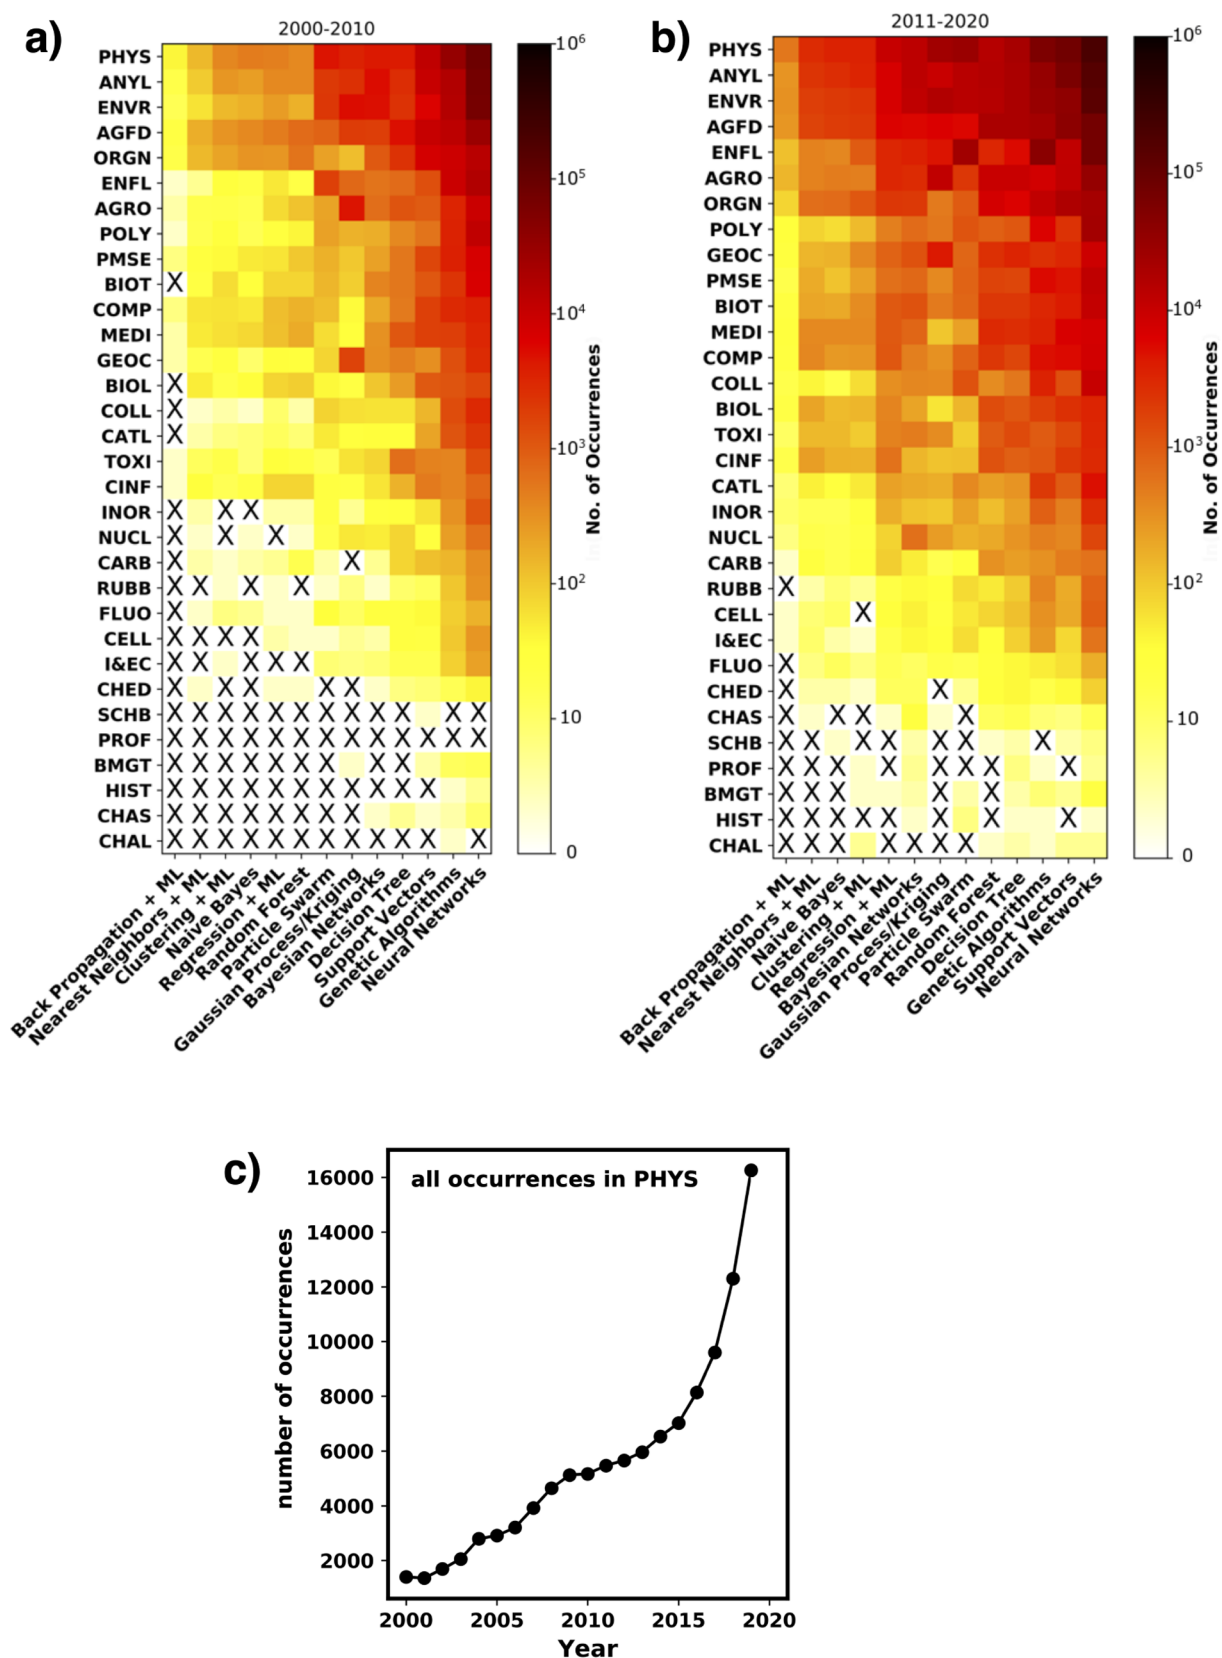 a)
2000-2010
PHYS
ANYL
ENVR
AGFD
ORGN
ENFL
AGRO
POLY
PMSE
BIOT
COMP
MEDI
GEOC
BIOL
COLL
CATL
TOXI
CINF
INOR
NUCL
CARB
RUBB
FLUO
CELL
I&EC
CHED
SCHB
PROF
BMGT
HIST
CHAS
CHAL
X
X
X
X
X X X
X X X
X X
X X X X
X
X X X X
X X X X X
X X X X X
X X X X X X X X X X X X
X X X X X X X X X X X X X
X X X X X X X X X
X X X X X X X X X X X
X X X X X X X X
X X X X X X X X X X X X
Back Propagation + ML
Nearest Neighbors + ML
Clustering + ML
Naive Bayes
Regression + ML
Random Forest
Particle Swarm
Gaussian Process/Kriging
Bayesian Networks
Decision Tree
Support Vectors
Genetic Algorithms
Neural Networks
10^6
10^5
10^4
10^3
10^2
10
0
No. of Occurrences
b)
2011-2020
PHYS
ANYL
ENVR
AGFD
ENFL
AGRO
ORGN
POLY
GEOC
PMSE
BIOT
MEDI
COMP
COLL
BIOL
TOXI
CINF
CATL
INOR
NUCL
CARB
RUBB
CELL
I&EC
FLUO
CHED
CHAS
SCHB
PROF
BMGT
HIST
CHAL
X
X
X
X X
X X X X
X X X X X X X
X X X X X X X X
X X X X X
X X X X X X X X
X X X X X X X
Back Propagation + ML
Nearest Neighbors + ML
Naive Bayes
Clustering + ML
Regression + ML
Bayesian Networks
Gaussian Process/Kriging
Particle Swarm
Random Forest
Decision Tree
Genetic Algorithms
Support Vectors
Neural Networks
10^6
10^5
10^4
10^3
10^2
10
0
No. of Occurrences
c)
all occurrences in PHYS
16000
14000
12000
10000
8000
6000
4000
2000
number of occurrences
2000 2005 2010 2015 2020
Year